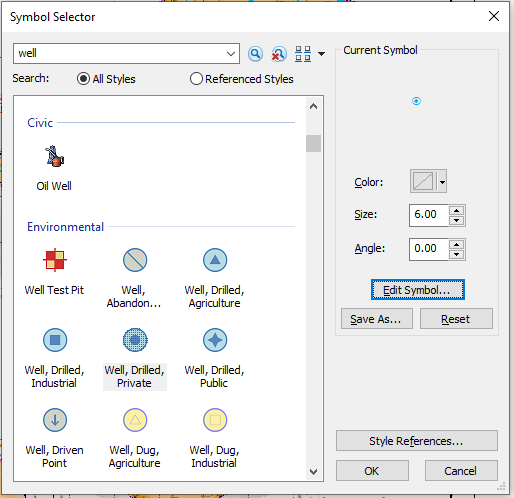 Symbol Selector
well
Search:
All Styles
Referenced Styles
Civic
Oil Well
Environmental
Well Test Pit
Well,
Abandon...
Well, Drilled,
Agriculture
Well, Drilled,
Industrial
Well, Drilled,
Private
Well, Drilled,
Public
Well, Driven
Point
Well, Dug,
Agriculture
Well, Dug,
Industrial
Current Symbol
Color:
Size:
6.00
Angle:
0.00
Edit Symbol...
Save As...
Reset
Style References...
OK
Cancel